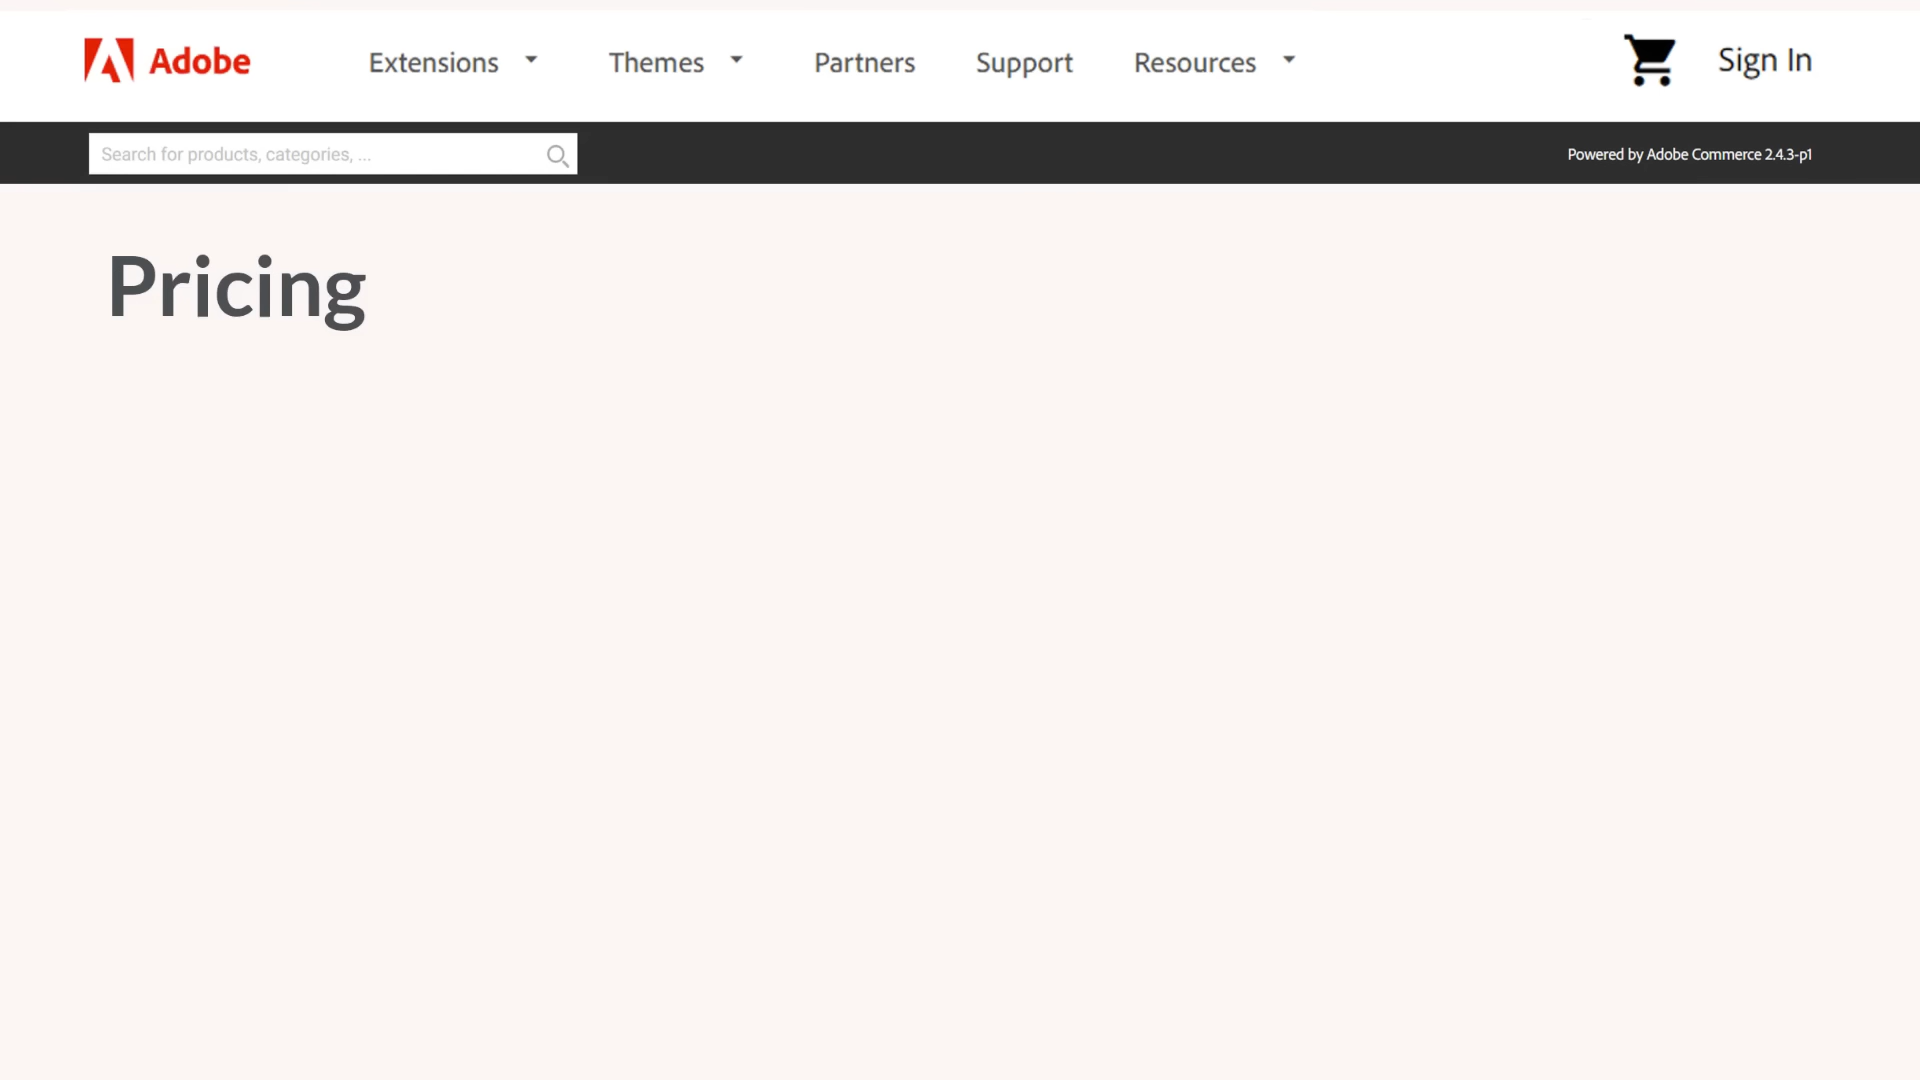 Adobe
Extensions Themes Partners Support Resources Sign In
Search for products, categories, ... Powered by Adobe Commerce 2.4.3-p1
Pricing